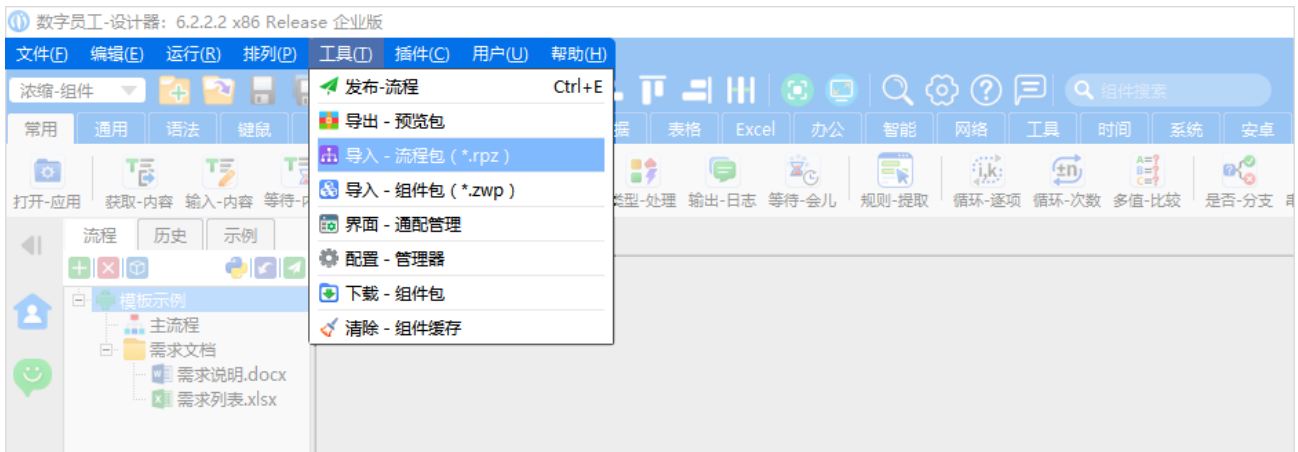 数字员工-设计器：6.2.2.2 x86 Release 企业版
文件(F) 编辑(E) 运行(R) 排列(P) 工具(T) 插件(C) 用户(U) 帮助(H)
浓缩-组件 组件搜索
常用 通用 语法 键鼠 据 表格 Excel 办公 智能 网络 工具 时间 系统 安卓
打开-应用 获取-内容 输入-内容 等待-内 类型-处理 输出-日志 等待-会儿 规则-提取 循环-逐项 循环-次数 多值-比较 是否-分支
发布-流程 Ctrl+E
导出 - 预览包
导入 - 流程包 ( *.rpz )
导入 - 组件包 ( *.zwp )
界面 - 通配管理
配置 - 管理器
下载 - 组件包
清除 - 组件缓存
流程 历史 示例
模板示例
主流程
需求文档
需求说明.docx
需求列表.xlsx